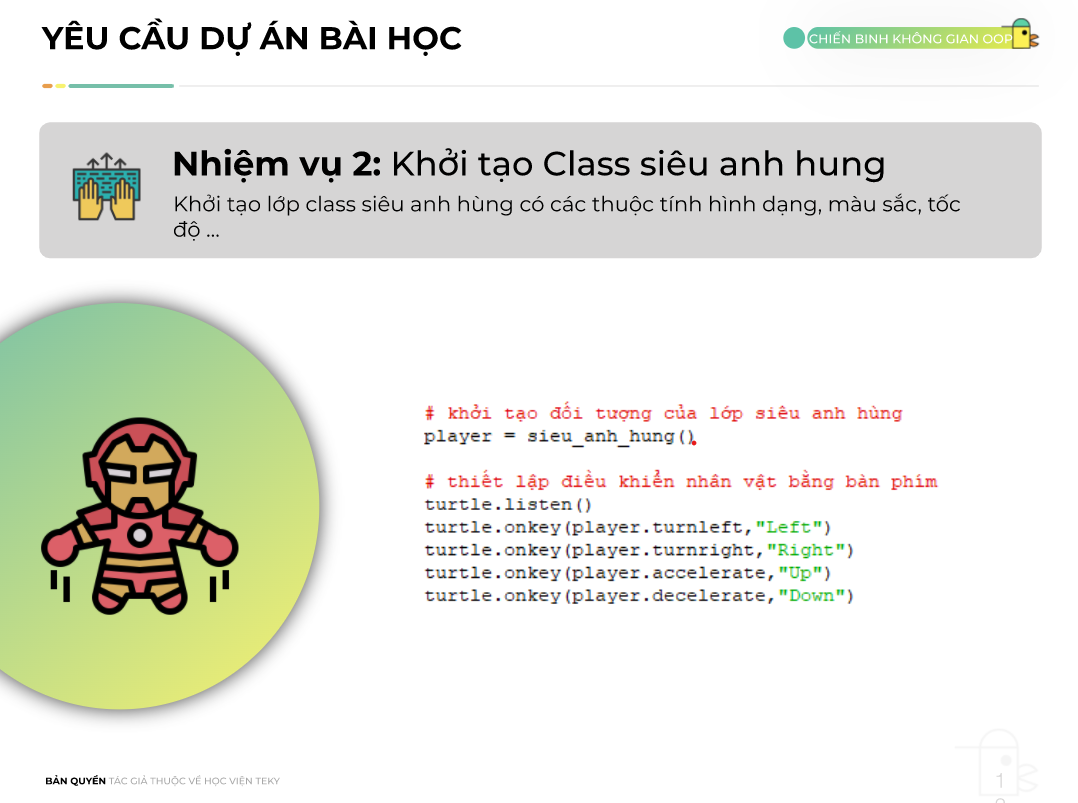 YÊU CẦU DỰ ÁN BÀI HỌC
CHIẾN BINH KHÔNG GIAN OOP
Nhiệm vụ 2: Khởi tạo Class siêu anh hung
Khởi tạo lớp class siêu anh hùng có các thuộc tính hình dạng, màu sắc, tốc
độ ...
# khởi tạo đối tượng của lớp siêu anh hùng
player = sieu_anh_hung()
# thiết lập điều khiển nhân vật bằng bàn phím
turtle.listen()
turtle.onkey(player.turnleft,"Left")
turtle.onkey(player.turnright,"Right")
turtle.onkey(player.accelerate,"Up")
turtle.onkey(player.decelerate,"Down")
BẢN QUYỀN TÁC GIẢ THUỘC VỀ HỌC VIỆN TEKY
1